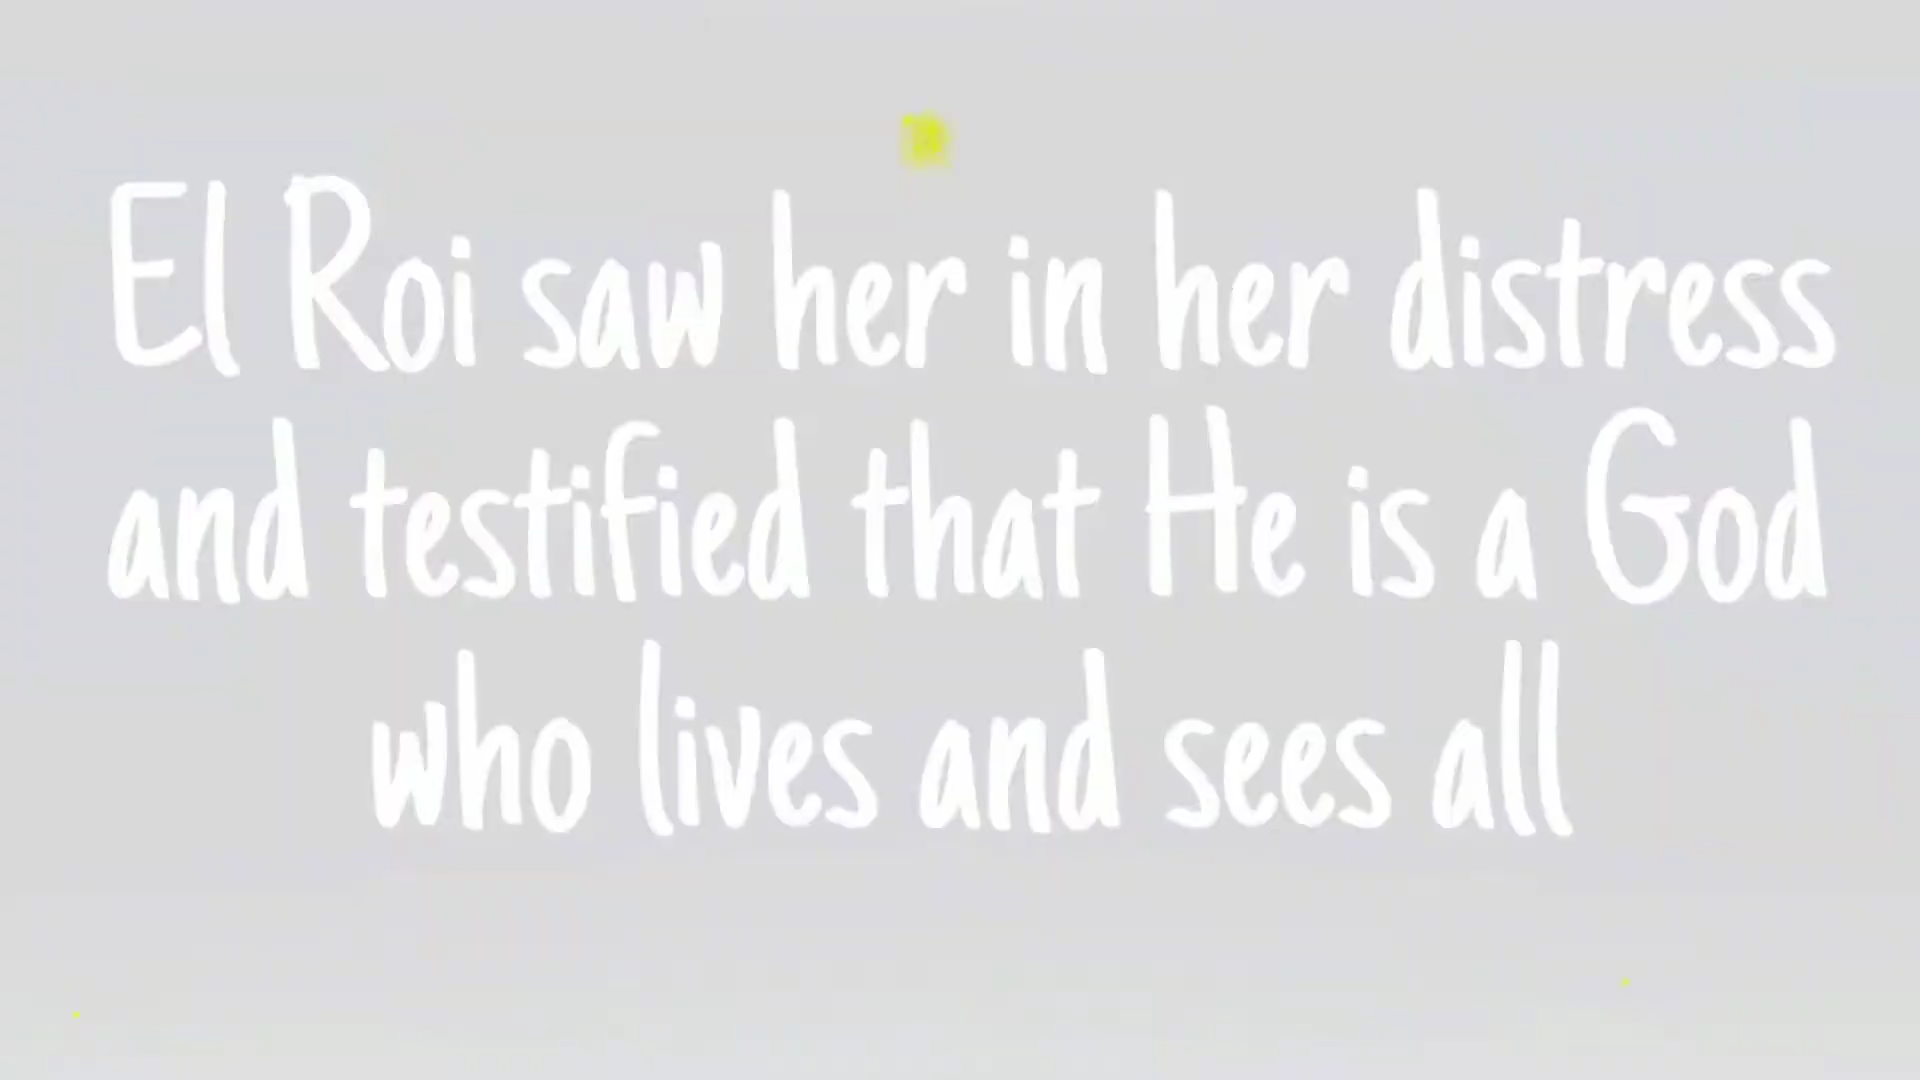 El Roi saw her in her distress
and testified that He is a God
who lives and sees all